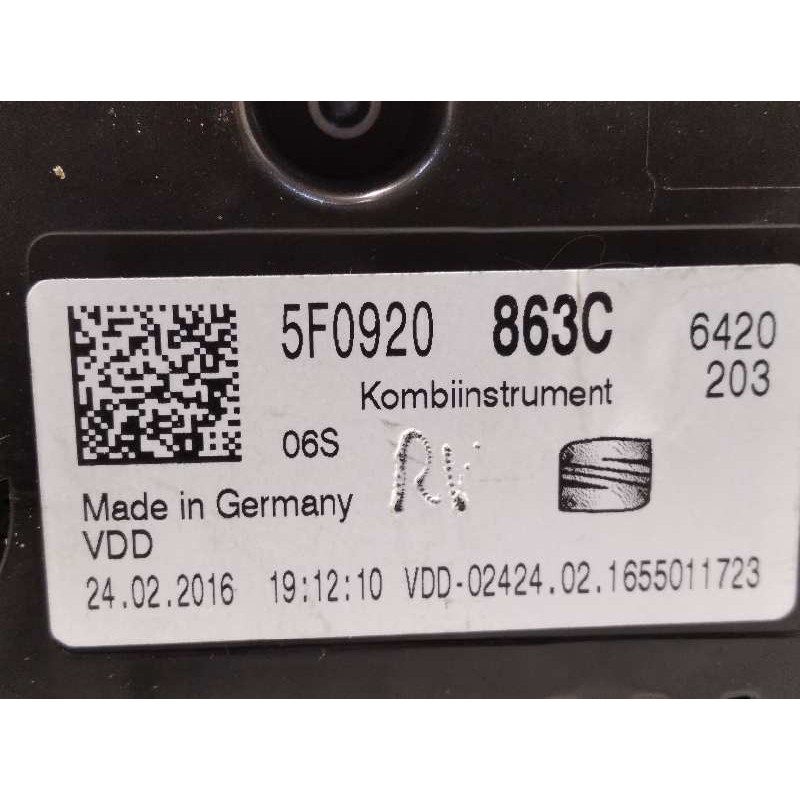 5F0920 863C 6420
Kombiinstrument 203
06S RV
Made in Germany
VDD
24.02.2016 19:12:10 VDD-02424.02.1655011723